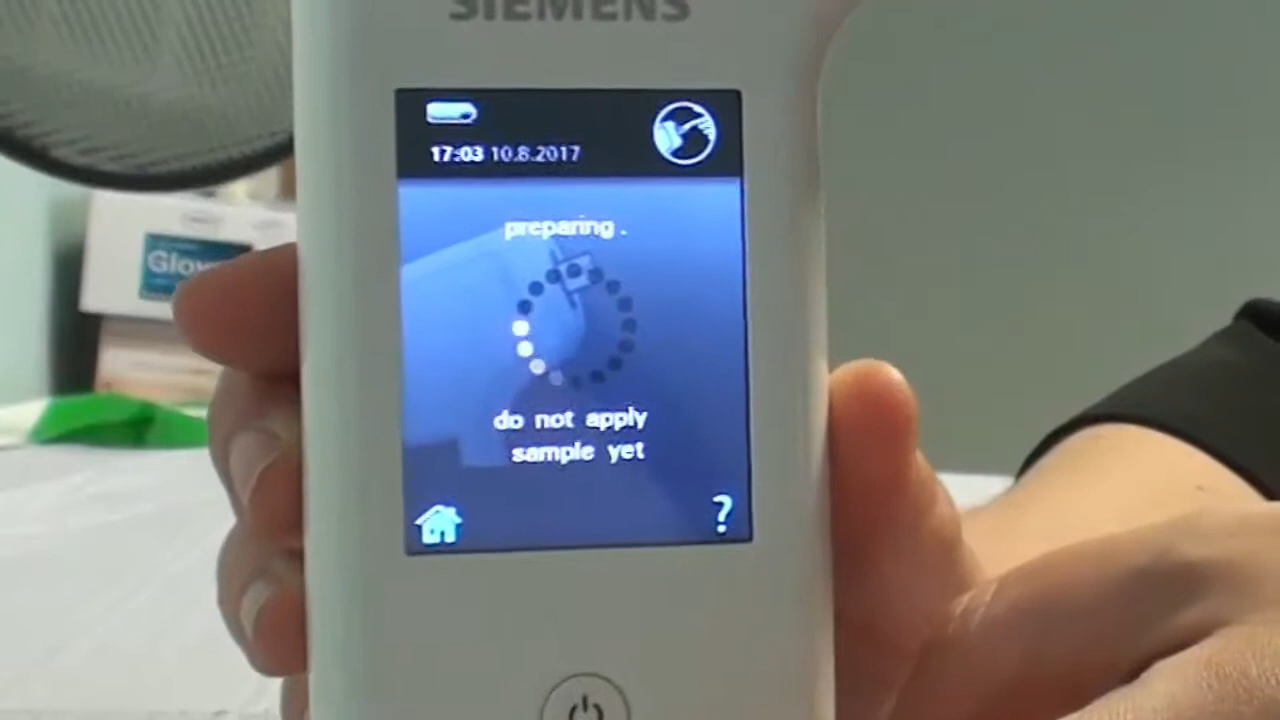 SIEMENS
17:03 10.8.2017
preparing .
do not apply
sample yet
?